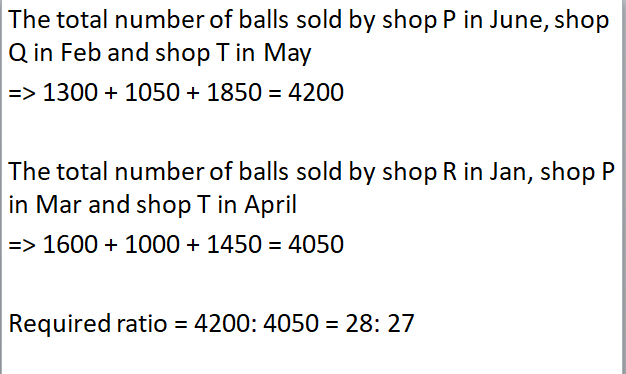 The total number of balls sold by shop P in June, shop
Q in Feb and shop T in May
=> 1300 + 1050 + 1850 = 4200
The total number of balls sold by shop R in Jan, shop P
in Mar and shop T in April
=> 1600 + 1000 + 1450 = 4050
Required ratio = 4200: 4050 = 28: 27